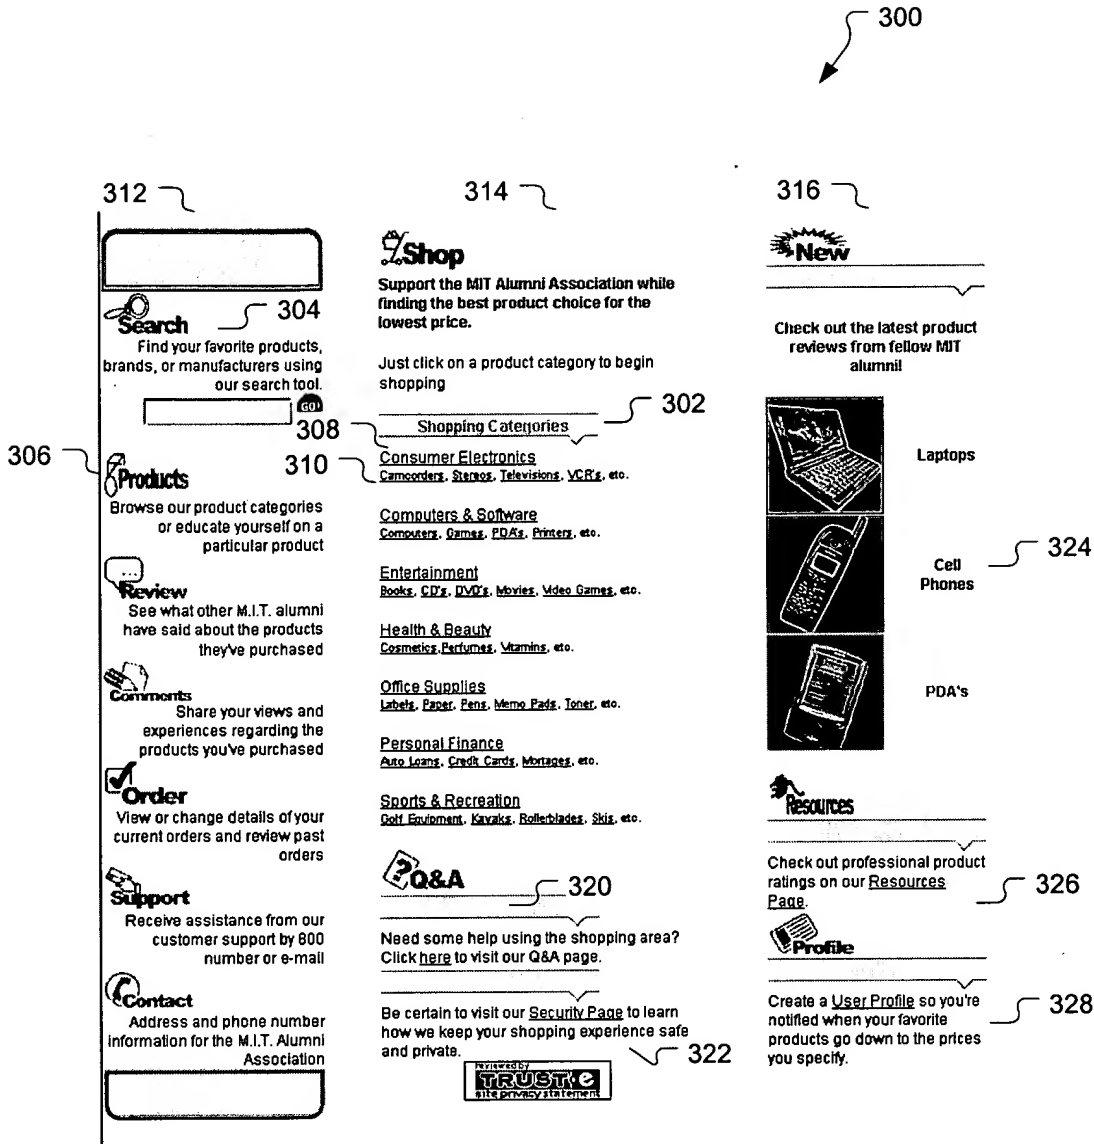 300
312
314
316
Search
304
Find your favorite products,
brands, or manufacturers using
our search tool.
GO!
306
Products
Browse our product categories
or educate yourself on a
particular product
...
Review
See what other M.I.T. alumni
have said about the products
they've purchased
Comments
Share your views and
experiences regarding the
products you've purchased
Order
View or change details of your
current orders and review past
orders
Support
Receive assistance from our
customer support by 800
number or e-mail
Contact
Address and phone number
information for the M.I.T. Alumni
Association
Shop
Support the MIT Alumni Association while
finding the best product choice for the
lowest price.
Just click on a product category to begin
shopping
302
Shopping Categories
308
Consumer Electronics
310
Camcorders, Stereos, Televisions, VCR's, etc.
Computers & Software
Computers, Games, PDA's, Printers, etc.
Entertainment
Books, CD's, DVD's, Movies, Video Games, etc.
Health & Beauty
Cosmetics,Perfumes, Vitamins, etc.
Office Supplies
Labels, Paper, Pens, Memo Pads, Toner, etc.
Personal Finance
Auto Loans, Credit Cards, Mortages, etc.
Sports & Recreation
Golf Equipment, Kayaks, Rollerblades, Skis, etc.
?
Q&A
320
Need some help using the shopping area?
Click here to visit our Q&A page.
Be certain to visit our Security Page to learn
how we keep your shopping experience safe
and private.
322
reviewed by
TRUSTe
site privacy statement
New
Check out the latest product
reviews from fellow MIT
alumni!
Laptops
Cell
Phones
324
PDA's
Resources
Check out professional product
ratings on our Resources
Page.
326
Profile
Create a User Profile so you're
notified when your favorite
products go down to the prices
you specify.
328